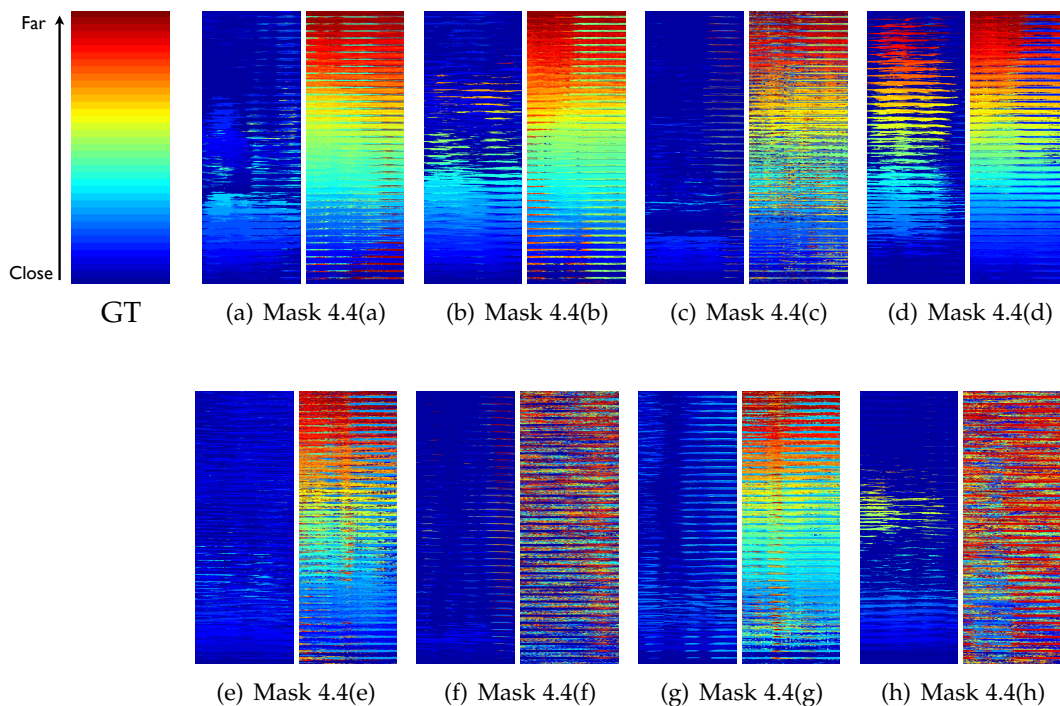 Far
Close
GT
(a) Mask 4.4(a)
(b) Mask 4.4(b)
(c) Mask 4.4(c)
(d) Mask 4.4(d)
(e) Mask 4.4(e)
(f) Mask 4.4(f)
(g) Mask 4.4(g)
(h) Mask 4.4(h)